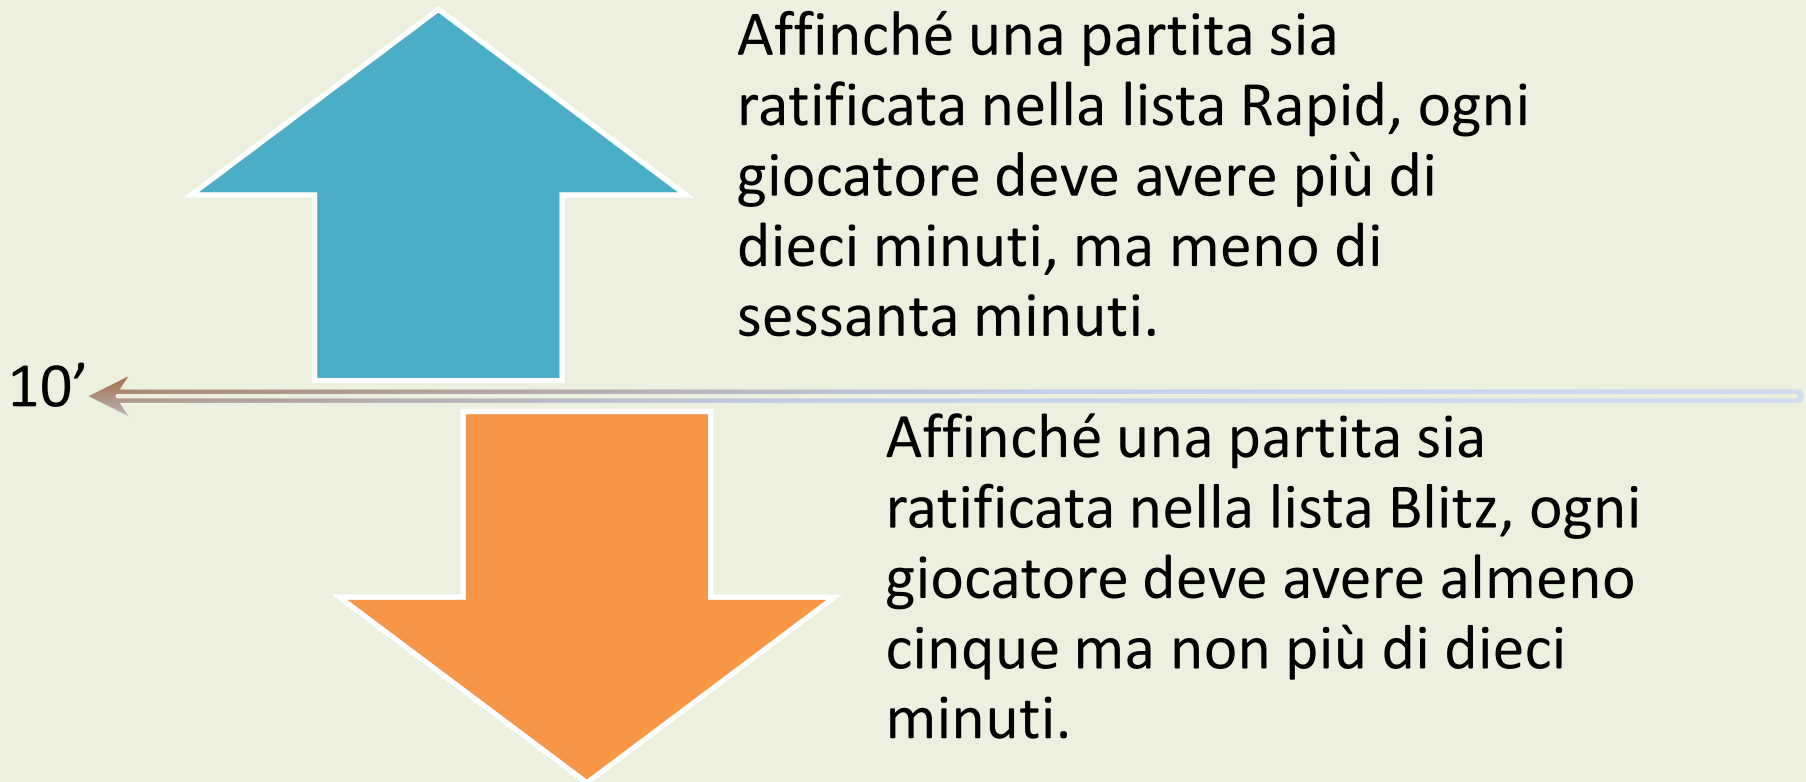 Affinché una partita sia
ratificata nella lista Rapid, ogni
giocatore deve avere più di
dieci minuti, ma meno di
sessanta minuti.
10’
Affinché una partita sia
ratificata nella lista Blitz, ogni
giocatore deve avere almeno
cinque ma non più di dieci
minuti.